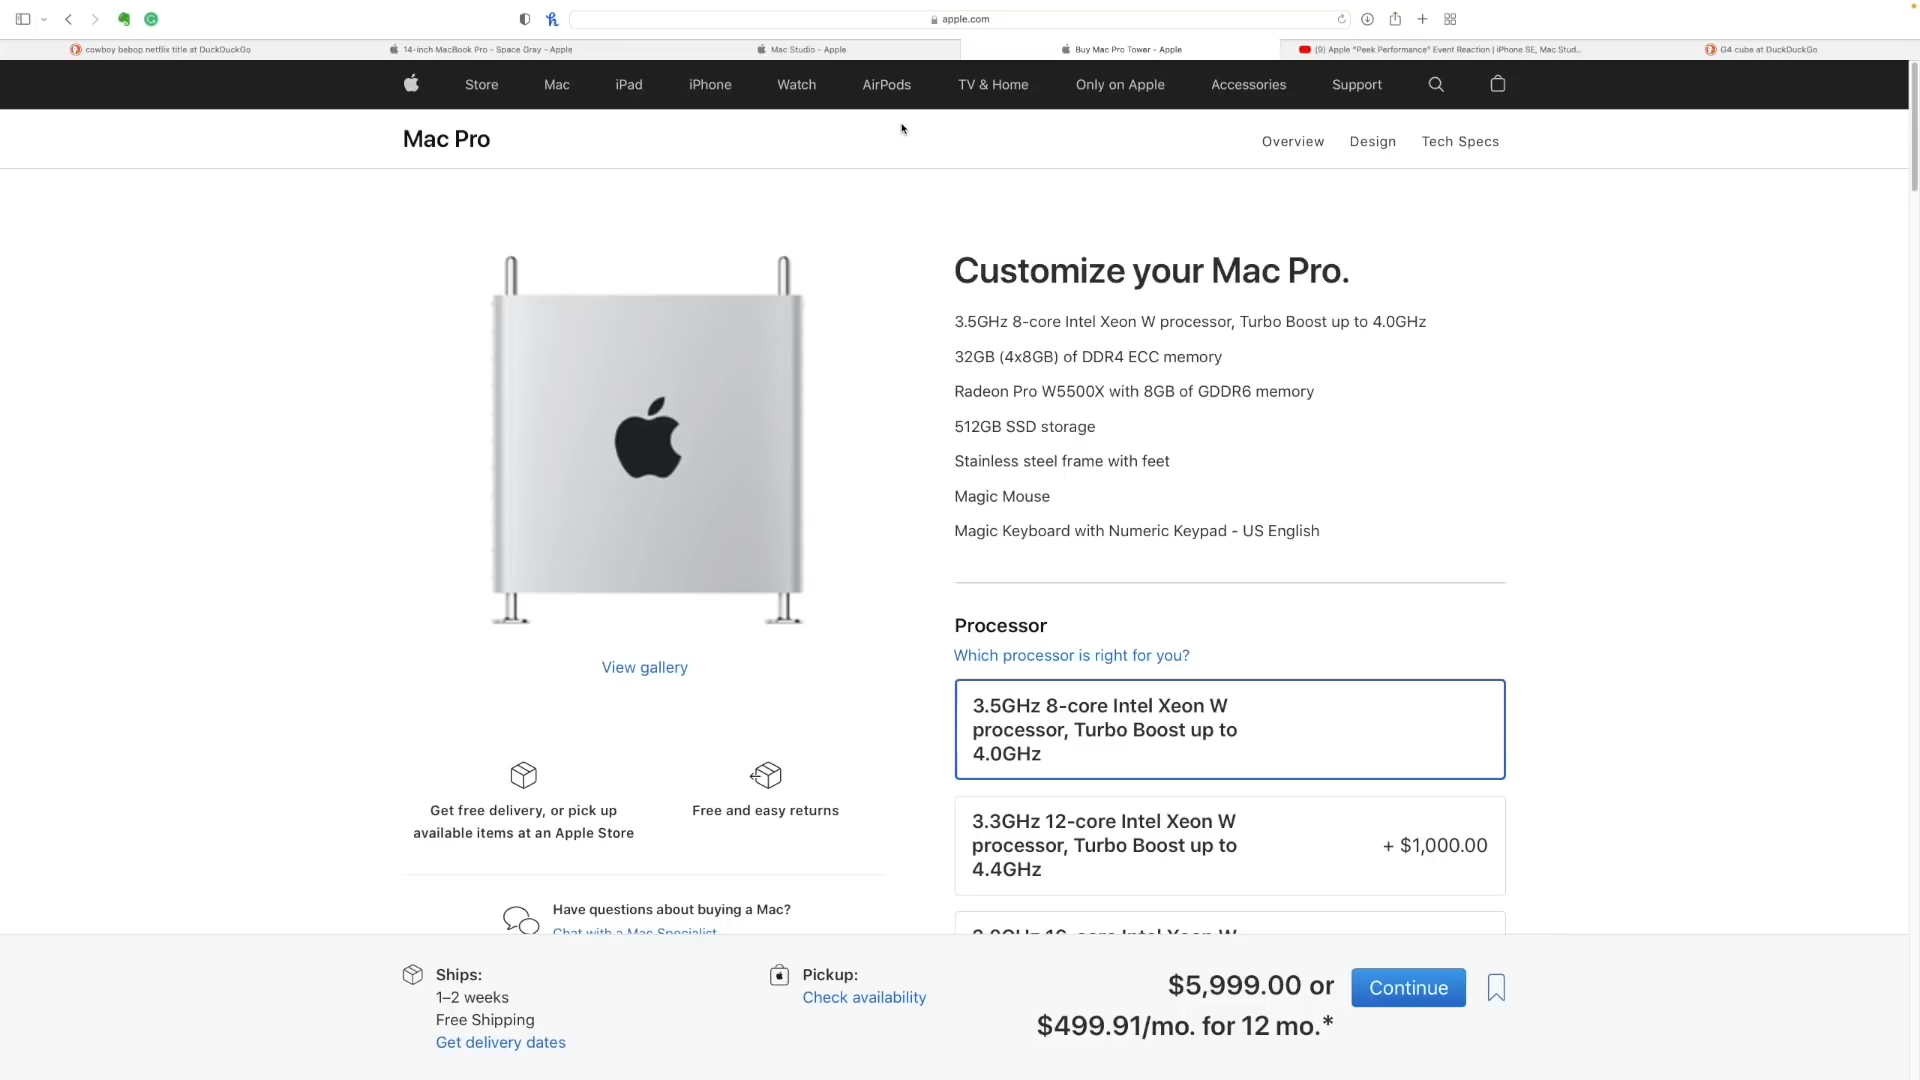 apple.com
cowboy bebop netflix title at DuckDuckGo
14-inch MacBook Pro - Space Gray - Apple
Mac Studio - Apple
Buy Mac Pro Tower - Apple
(9) Apple "Peek Performance" Event Reaction | iPhone SE, Mac Stud...
G4 cube at DuckDuckGo
Store
Mac
iPad
iPhone
Watch
AirPods
TV & Home
Only on Apple
Accessories
Support
Mac Pro
Overview
Design
Tech Specs
Customize your Mac Pro.
3.5GHz 8-core Intel Xeon W processor, Turbo Boost up to 4.0GHz
32GB (4x8GB) of DDR4 ECC memory
Radeon Pro W5500X with 8GB of GDDR6 memory
512GB SSD storage
Stainless steel frame with feet
Magic Mouse
Magic Keyboard with Numeric Keypad - US English
View gallery
Get free delivery, or pick up
available items at an Apple Store
Free and easy returns
Have questions about buying a Mac?
Chat with a Mac Specialist
Processor
Which processor is right for you?
3.5GHz 8-core Intel Xeon W
processor, Turbo Boost up to
4.0GHz
3.3GHz 12-core Intel Xeon W
processor, Turbo Boost up to
4.4GHz
+ $1,000.00
Ships:
1–2 weeks
Free Shipping
Get delivery dates
Pickup:
Check availability
$5,999.00 or
$499.91/mo. for 12 mo.*
Continue